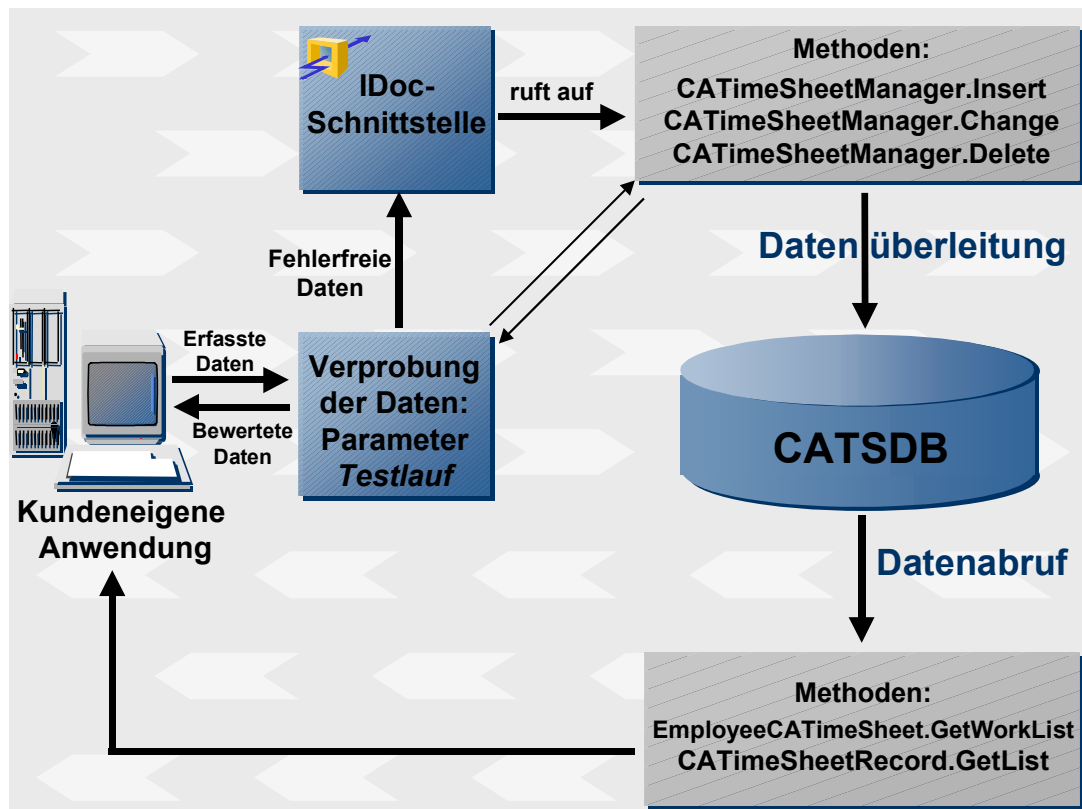 IDoc-
Schnittstelle
ruft auf
Methoden:
CATimeSheetManager.Insert
CATimeSheetManager.Change
CATimeSheetManager.Delete
Fehlerfreie
Daten
Datenüberleitung
Erfasste
Daten
Bewertete
Daten
Verprobung
der Daten:
Parameter
Testlauf
CATSDB
Kundeneigene
Anwendung
Datenabruf
Methoden:
EmployeeCATimeSheet.GetWorkList
CATimeSheetRecord.GetList